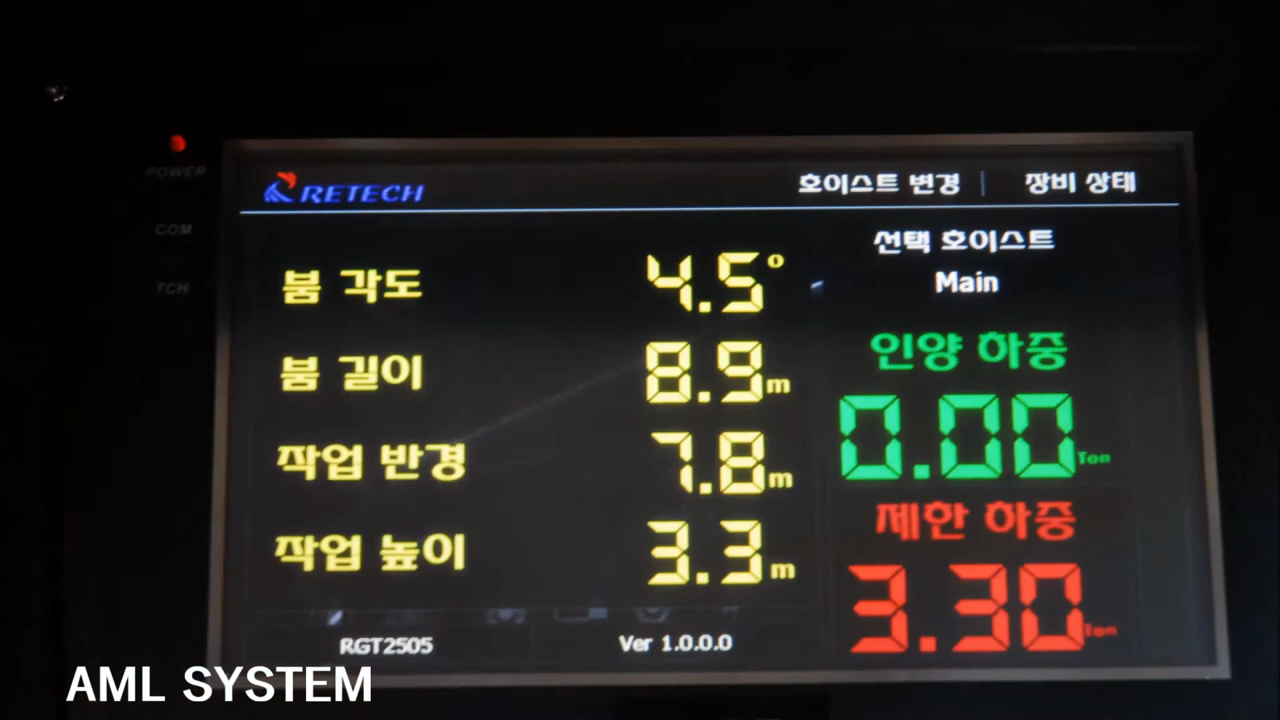 POWER
COM
TCH
RETECH
호이스트 변경 | 장비 상태
붐 각도 4.5°
붐 길이 8.9m
작업 반경 7.8m
작업 높이 3.3m
선택 호이스트
Main
인양 하중
0.00Ton
제한 하중
3.30Ton
RGT2505
Ver 1.0.0.0
AML SYSTEM